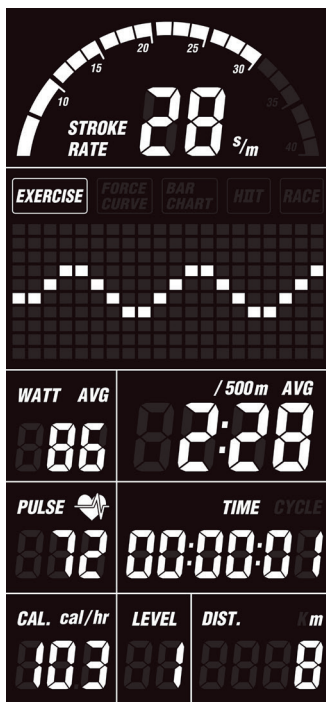 20 25
15 30
10 35
28
STROKE
RATE s/m
40
EXERCISE FORCE CURVE BAR CHART HIIT RACE
WATT AVG
86
/500m AVG
2:28
PULSE
72
TIME CYCLE
00:00:01
CAL. cal/hr
103
LEVEL
1
DIST. Km
8